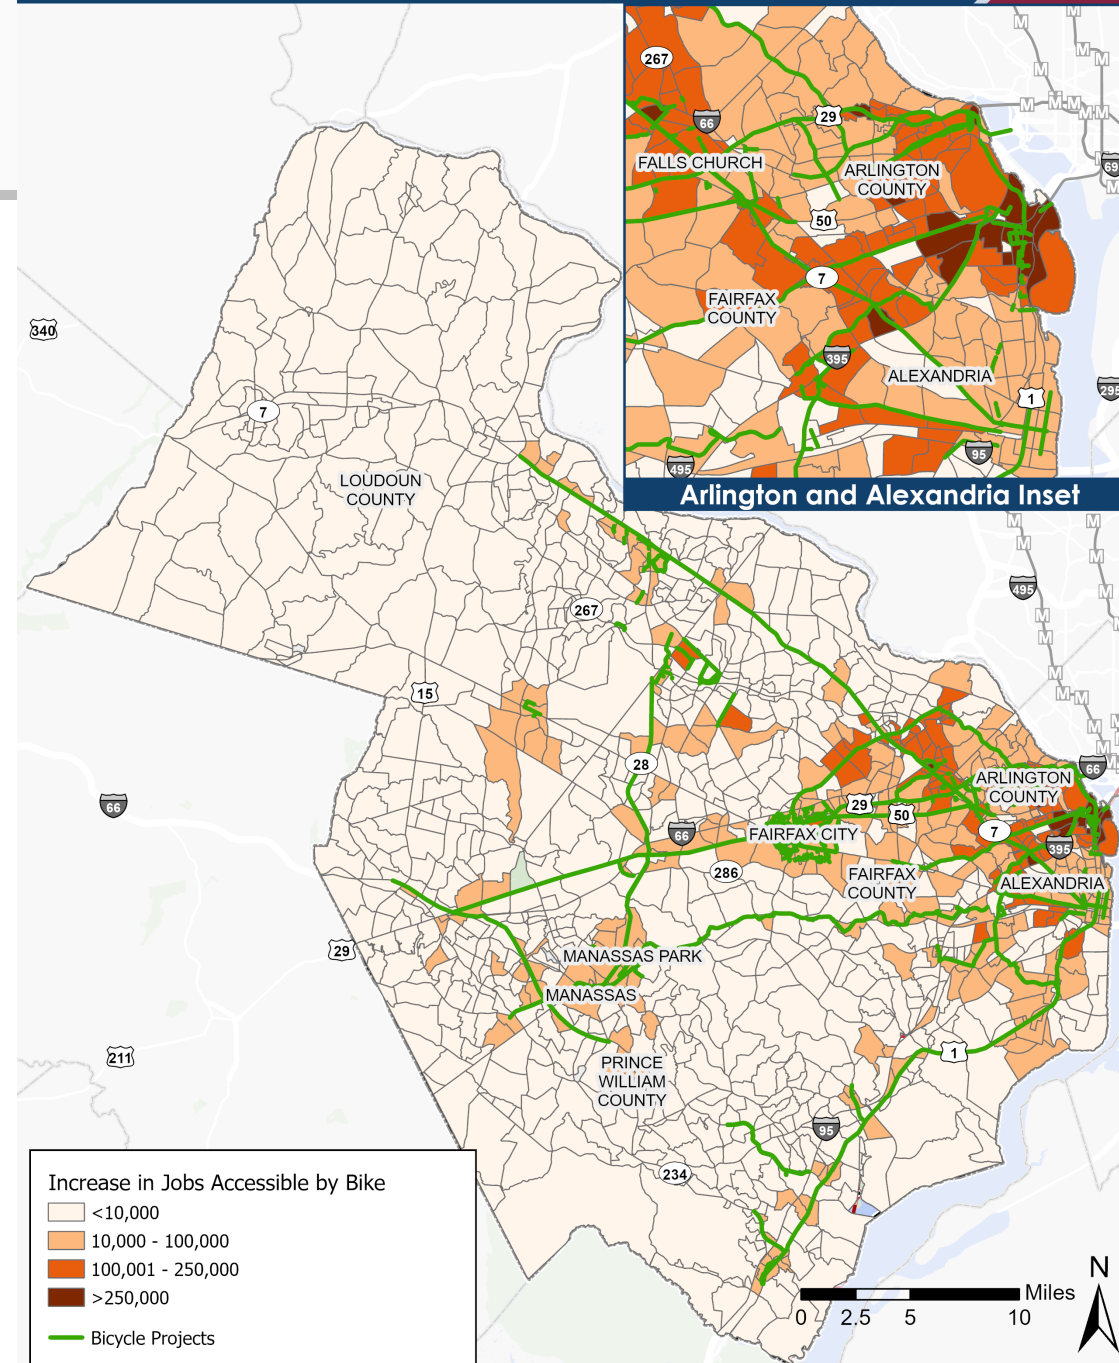 267
66
29
FALLS CHURCH
ARLINGTON
COUNTY
50
7
FAIRFAX
COUNTY
395
ALEXANDRIA
1
95
495
295
69
M
M
M
M
M
M
M
M
M
M
Arlington and Alexandria Inset
340
7
LOUDOUN
COUNTY
267
495
15
28
66
66
66
29
50
ARLINGTON
COUNTY
FAIRFAX CITY
7
395
286
FAIRFAX
COUNTY
ALEXANDRIA
29
MANASSAS PARK
MANASSAS
211
1
PRINCE
WILLIAM
COUNTY
95
234
M
M
M
M
M
M
M
M
M
M
M
M
M
Increase in Jobs Accessible by Bike
<10,000
10,000 - 100,000
100,001 - 250,000
>250,000
Bicycle Projects
N
Miles
0 2.5 5 10